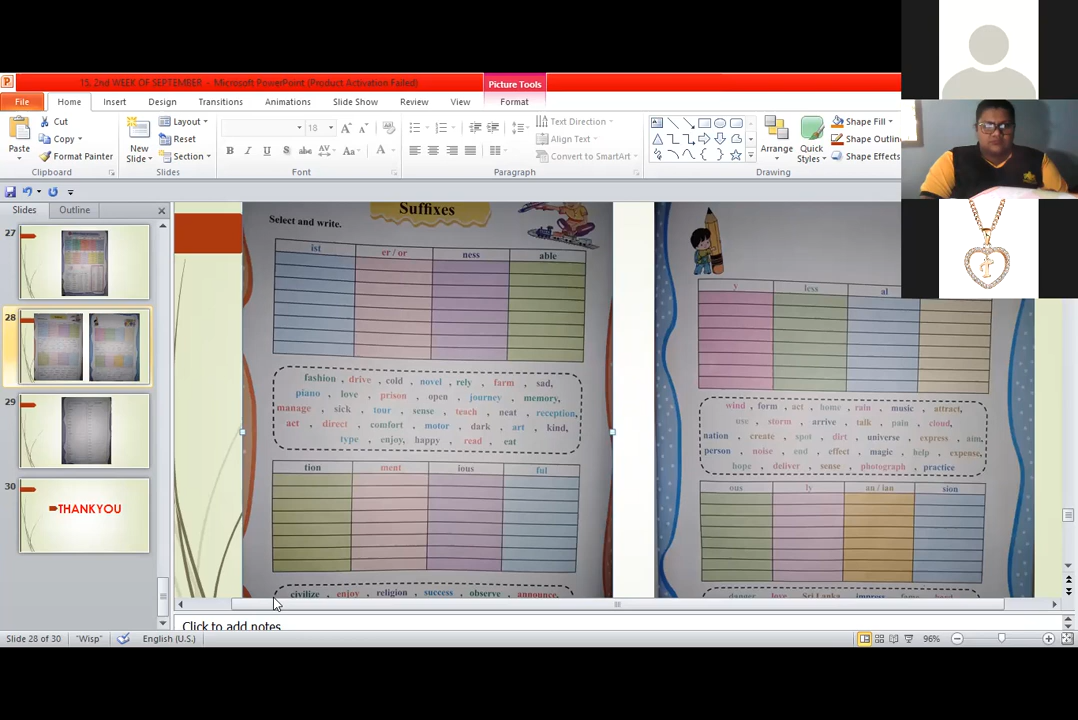 15. 2nd WEEK OF SEPTEMBER - Microsoft PowerPoint (Product Activation Failed)
Picture Tools
File
Home
Insert
Design
Transitions
Animations
Slide Show
Review
View
Format
Paste
Cut
Copy
Format Painter
Clipboard
New Slide
Layout
Reset
Section
Slides
18
B I U S abc AV Aa A
Font
Text Direction
Align Text
Convert to SmartArt
Paragraph
Arrange
Quick Styles
Shape Fill
Shape Outlin
Shape Effects
Drawing
Slides
Outline
27
28
29
30
THANKYOU
Suffixes
Select and write.
ist er / or ness able
fashion , drive , cold , novel , rely , farm , sad,
piano , love , prison , open , journey , memory,
manage , sick , tour , sense , teach , neat , reception,
act , direct , comfort , motor , dark , art , kind,
type , enjoy, happy , read , eat
tion ment ious ful
civilize , enjoy , religion , success , observe , announce,
y less al
wind , form , act , home , rain , music , attract,
use , storm , arrive , talk , pain , cloud,
nation , create , spot , dirt , universe , express , aim,
person , noise , end , effect , magic , help , expense,
hope , deliver , sense , photograph , practice
ous ly an / ian sion
danger , love , Sri Lanka , impress , fame ,
Click to add notes
Slide 28 of 30
"Wisp"
English (U.S.)
96%